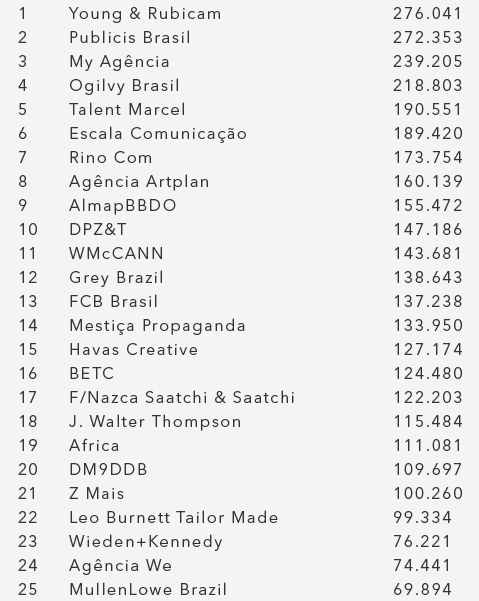 1 Young & Rubicam 276.041
2 Publicis Brasil 272.353
3 My Agência 239.205
4 Ogilvy Brasil 218.803
5 Talent Marcel 190.551
6 Escala Comunicação 189.420
7 Rino Com 173.754
8 Agência Artplan 160.139
9 AlmapBBDO 155.472
10 DPZ&T 147.186
11 WMcCANN 143.681
12 Grey Brazil 138.643
13 FCB Brasil 137.238
14 Mestiça Propaganda 133.950
15 Havas Creative 127.174
16 BETC 124.480
17 F/Nazca Saatchi & Saatchi 122.203
18 J. Walter Thompson 115.484
19 Africa 111.081
20 DM9DDB 109.697
21 Z Mais 100.260
22 Leo Burnett Tailor Made 99.334
23 Wieden+Kennedy 76.221
24 Agência We 74.441
25 MullenLowe Brazil 69.894